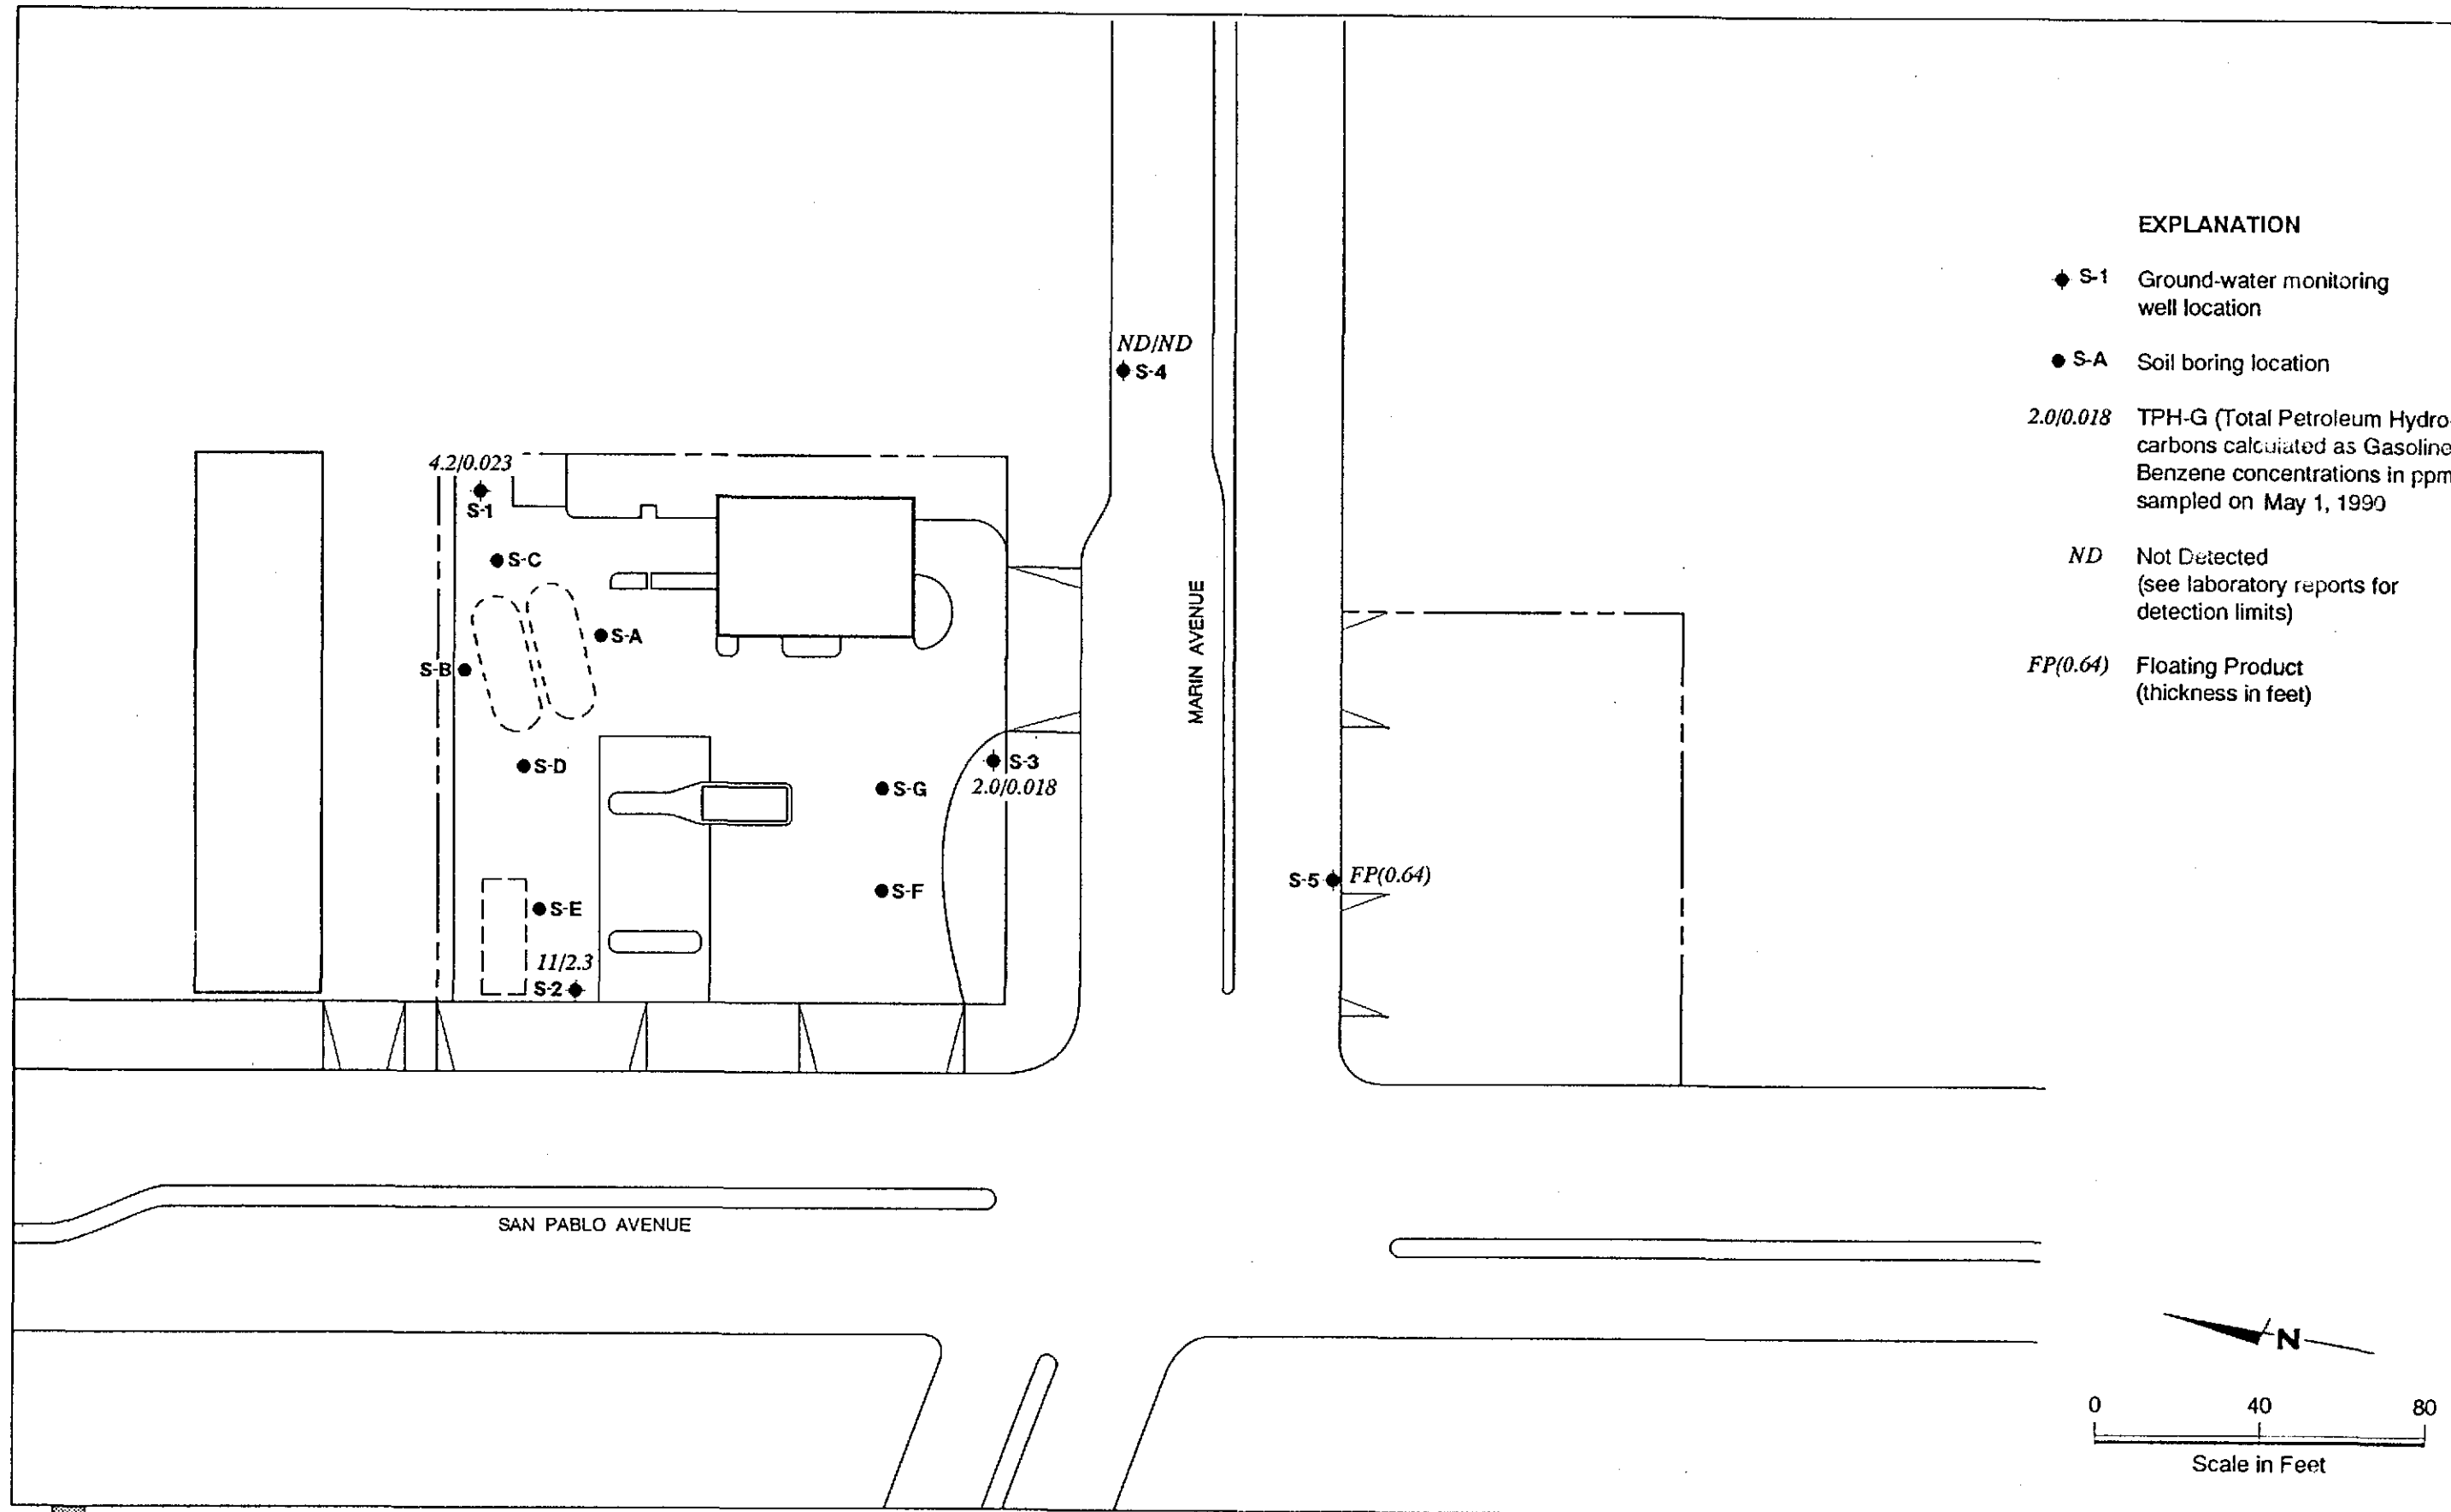 EXPLANATION
S-1 Ground-water monitoring
well location
S-A Soil boring location
2.0/0.018 TPH-G (Total Petroleum Hydro-
carbons calculated as Gasoline
Benzene concentrations in ppm
sampled on May 1, 1990
ND Not Detected
(see laboratory reports for
detection limits)
FP(0.64) Floating Product
(thickness in feet)
ND/ND
S-4
4.2/0.023
S-1
S-C
S-A
S-B
MARIN AVENUE
S-D
S-3
S-G
2.0/0.018
S-5
FP(0.64)
S-F
S-E
11/2.3
S-2
SAN PABLO AVENUE
N
0 40 80
Scale in Feet